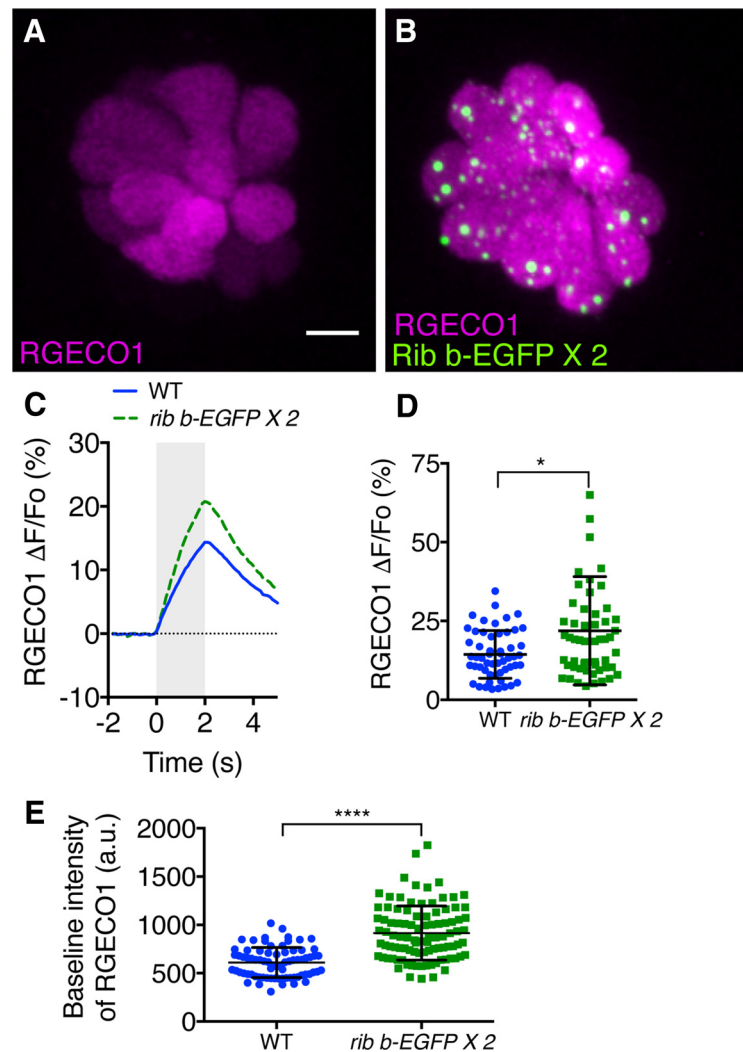 A
B
RGECO1
RGECO1
Rib b-EGFP X 2
C
WT
rib b-EGFP X 2
RGECO1 ΔF/Fo (%)
30
20
10
0
-10
-2
0
2
4
Time (s)
D
*
RGECO1 ΔF/Fo (%)
75
50
25
0
WT
rib b-EGFP X 2
E
****
Baseline intensity
of RGECO1 (a.u.)
2000
1500
1000
500
0
WT
rib b-EGFP X 2